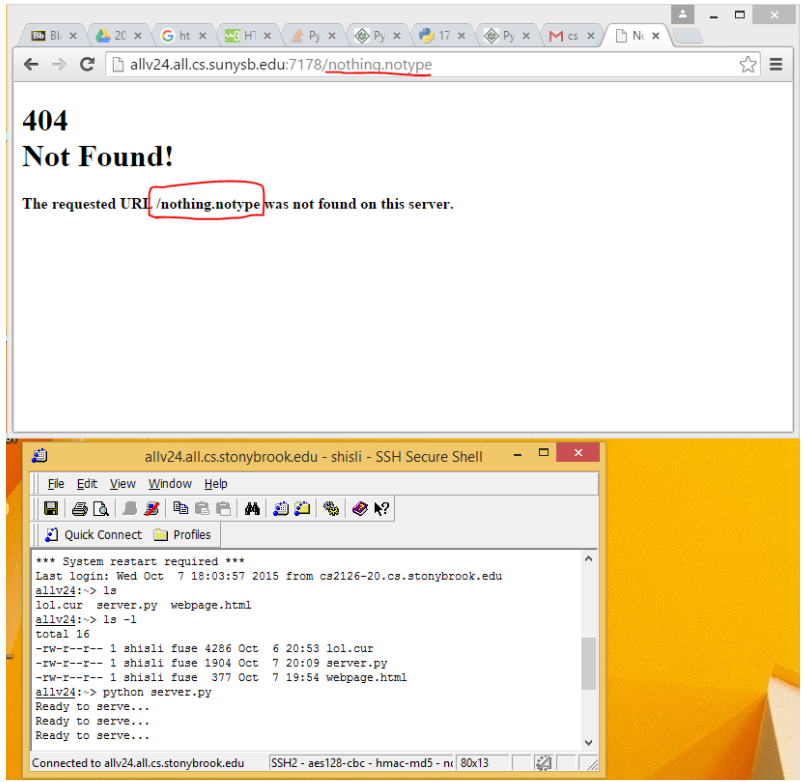 Bl
20
ht
HT
Py
Py
17
Py
cs
No
allv24.all.cs.sunysb.edu:7178/nothing.notype
404
Not Found!
The requested URL /nothing.notype was not found on this server.
allv24.all.cs.stonybrook.edu - shisli - SSH Secure Shell
File Edit View Window Help
Quick Connect Profiles
*** System restart required ***
Last login: Wed Oct  7 18:03:57 2015 from cs2126-20.cs.stonybrook.edu
allv24:~> ls
lol.cur  server.py  webpage.html
allv24:~> ls -l
total 16
-rw-r--r-- 1 shisli fuse 4286 Oct  6 20:53 lol.cur
-rw-r--r-- 1 shisli fuse 1904 Oct  7 20:09 server.py
-rw-r--r-- 1 shisli fuse  377 Oct  7 19:54 webpage.html
allv24:~> python server.py
Ready to serve...
Ready to serve...
Ready to serve...
Connected to allv24.all.cs.stonybrook.edu SSH2 - aes128-cbc - hmac-md5 - no 80x13